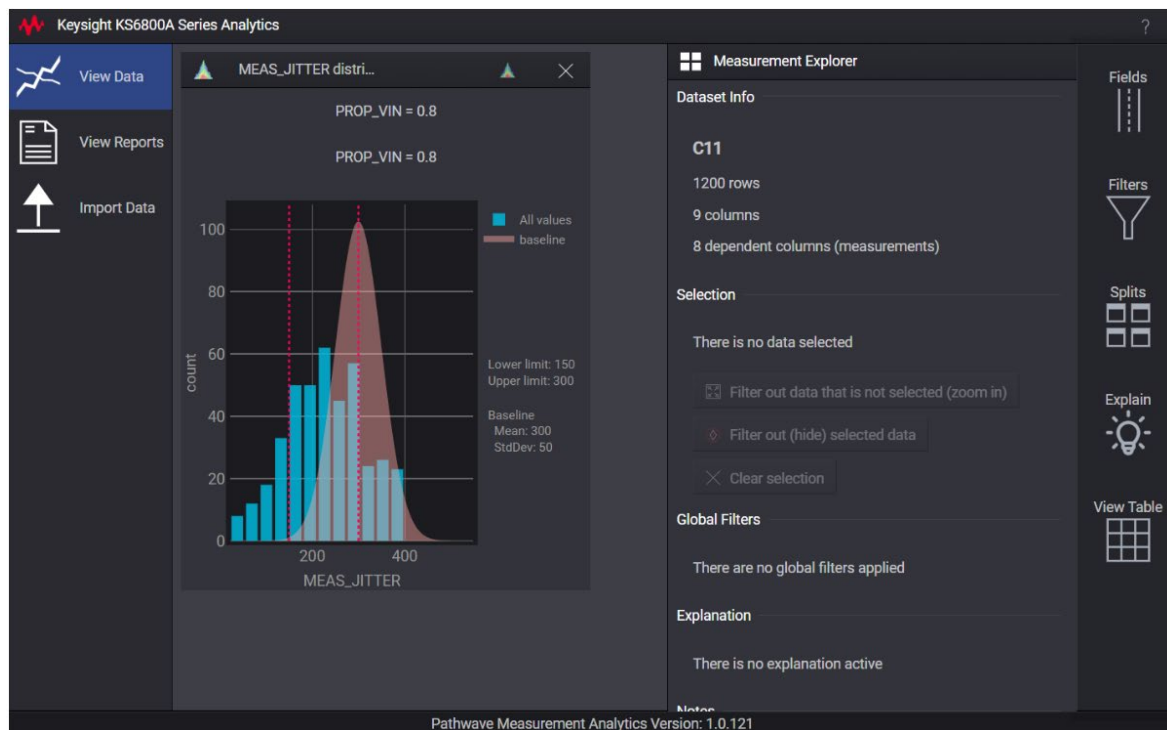 Keysight KS6800A Series Analytics
?
View Data
View Reports
Import Data
MEAS_JITTER distri...
PROP_VIN = 0.8
PROP_VIN = 0.8
All values
baseline
100
80
60
40
20
0
count
200
400
MEAS_JITTER
Lower limit: 150
Upper limit: 300
Baseline
Mean: 300
StdDev: 50
Measurement Explorer
Dataset Info
C11
1200 rows
9 columns
8 dependent columns (measurements)
Selection
There is no data selected
Filter out data that is not selected (zoom in)
Filter out (hide) selected data
Clear selection
Global Filters
There are no global filters applied
Explanation
There is no explanation active
Notes
Fields
Filters
Splits
Explain
View Table
Pathwave Measurement Analytics Version: 1.0.121